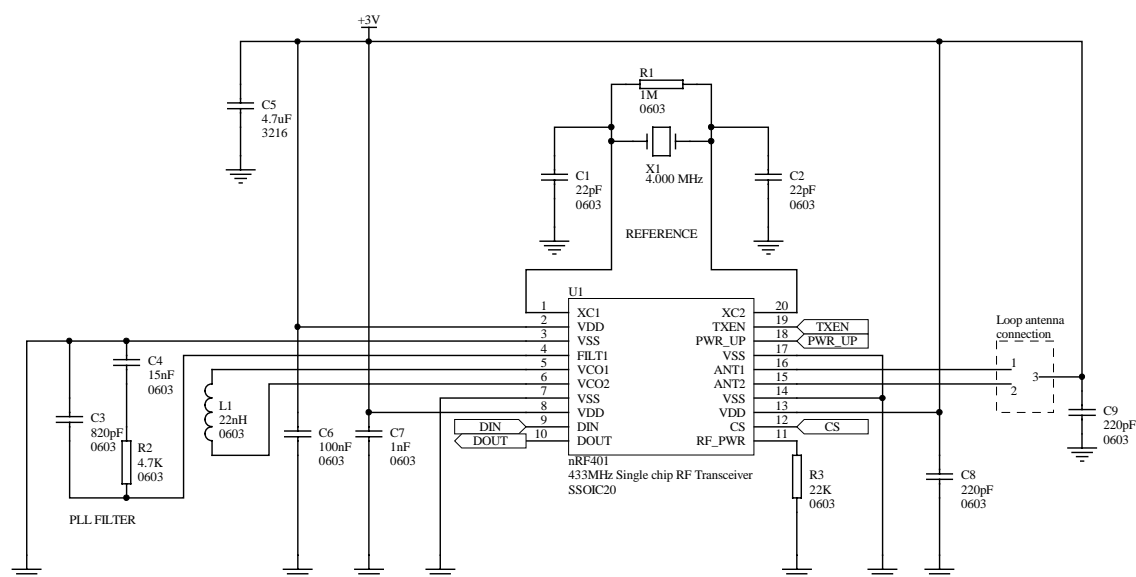 +3V
C5
4.7uF
3216
R1
1M
0603
X1
4.000 MHz
C1
22pF
0603
C2
22pF
0603
REFERENCE
U1
1 XC1
2 VDD
3 VSS
4 FILT1
5 VCO1
6 VCO2
7 VSS
8 VDD
9 DIN
10 DOUT
XC2 20
TXEN 19
PWR_UP 18
VSS 17
ANT1 16
ANT2 15
VSS 14
VDD 13
CS 12
RF_PWR 11
nRF401
433MHz Single chip RF Transceiver
SSOIC20
TXEN
PWR_UP
CS
DIN
DOUT
Loop antenna
connection
1
2
3
C4
15nF
0603
C3
820pF
0603
R2
4.7K
0603
PLL FILTER
L1
22nH
0603
C6
100nF
0603
C7
1nF
0603
R3
22K
0603
C8
220pF
0603
C9
220pF
0603